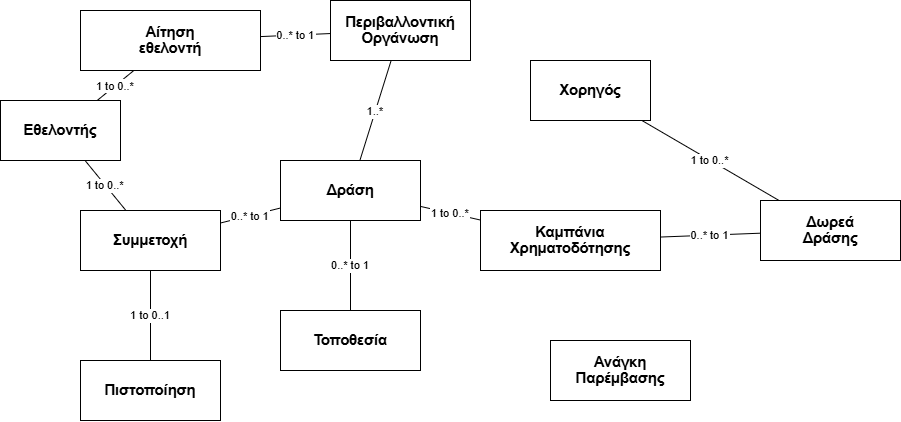 Αίτηση
εθελοντή
0..* to 1
Περιβαλλοντική
Οργάνωση
1 to 0..*
Χορηγός
1..*
Εθελοντής
1 to 0..*
1 to 0..*
Δράση
0..* to 1
1 to 0..*
Συμμετοχή
Καμπάνια
Χρηματοδότησης
0..* to 1
Δωρεά
Δράσης
0..* to 1
1 to 0..1
Τοποθεσία
Ανάγκη
Παρέμβασης
Πιστοποίηση